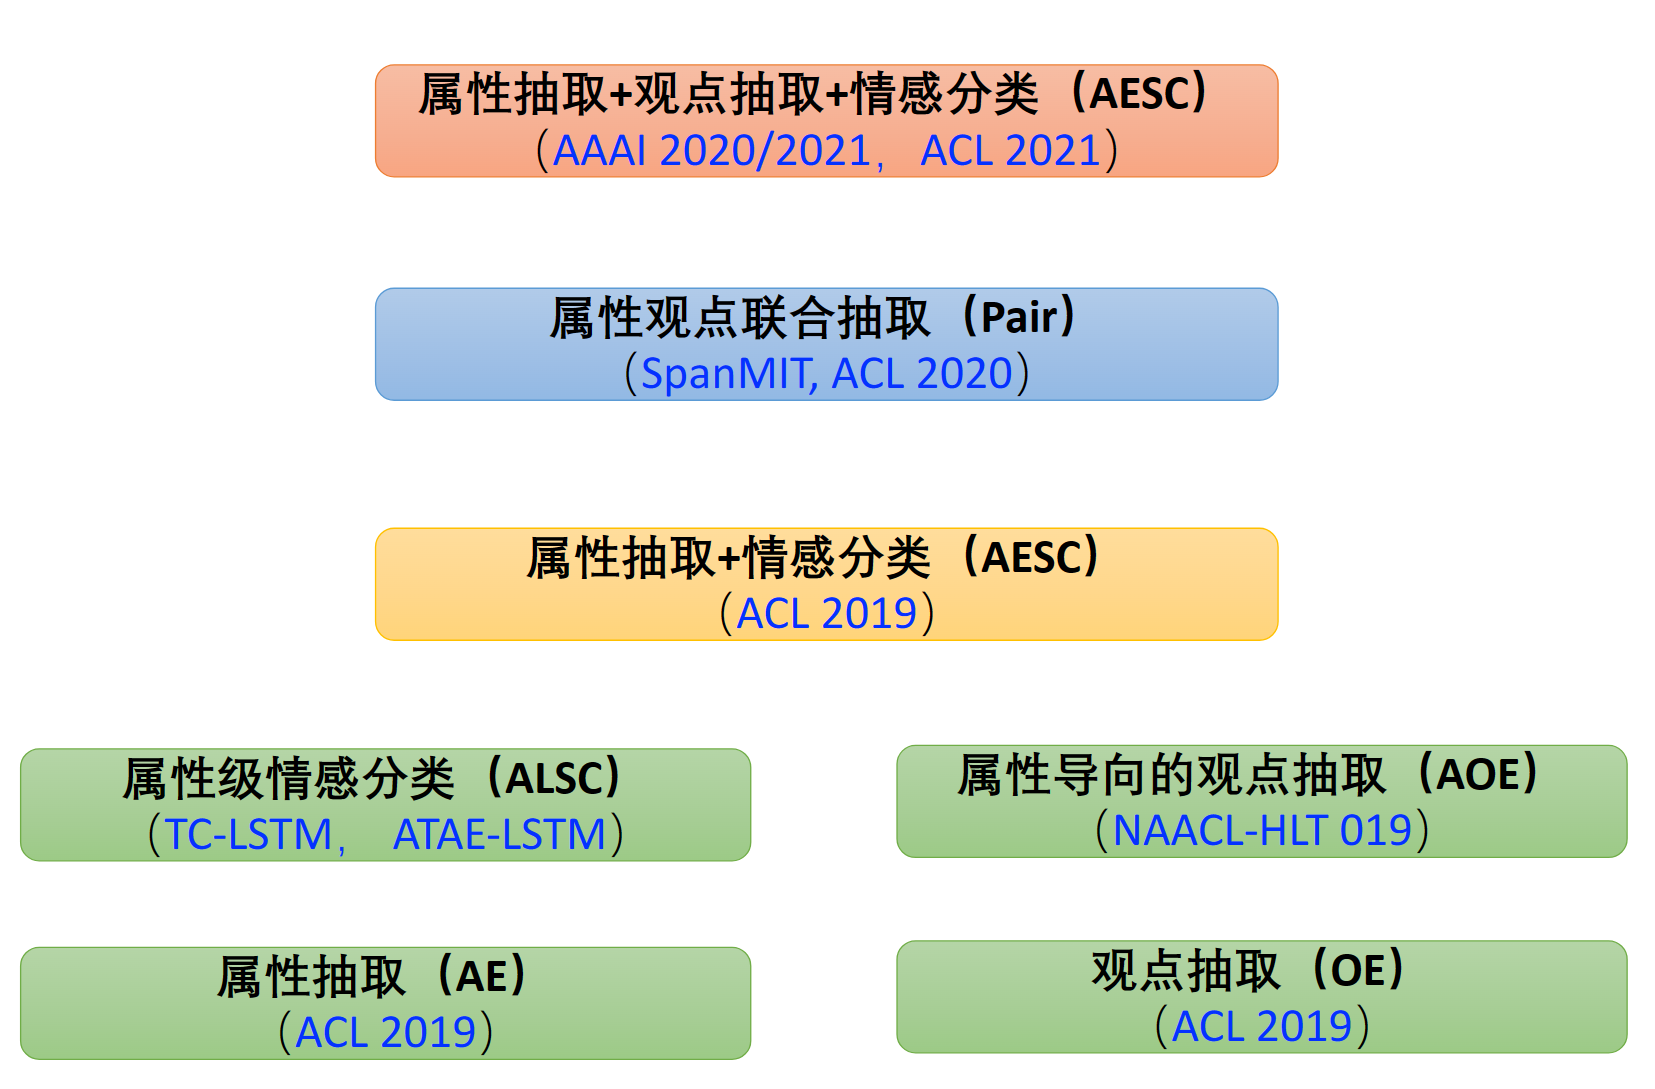 属性抽取+观点抽取+情感分类（AESC）
（AAAI 2020/2021， ACL 2021）
属性观点联合抽取（Pair）
（SpanMIT, ACL 2020）
属性抽取+情感分类（AESC）
（ACL 2019）
属性级情感分类（ALSC）
（TC-LSTM， ATAE-LSTM）
属性导向的观点抽取（AOE）
（NAACL-HLT 019）
属性抽取（AE）
（ACL 2019）
观点抽取（OE）
（ACL 2019）